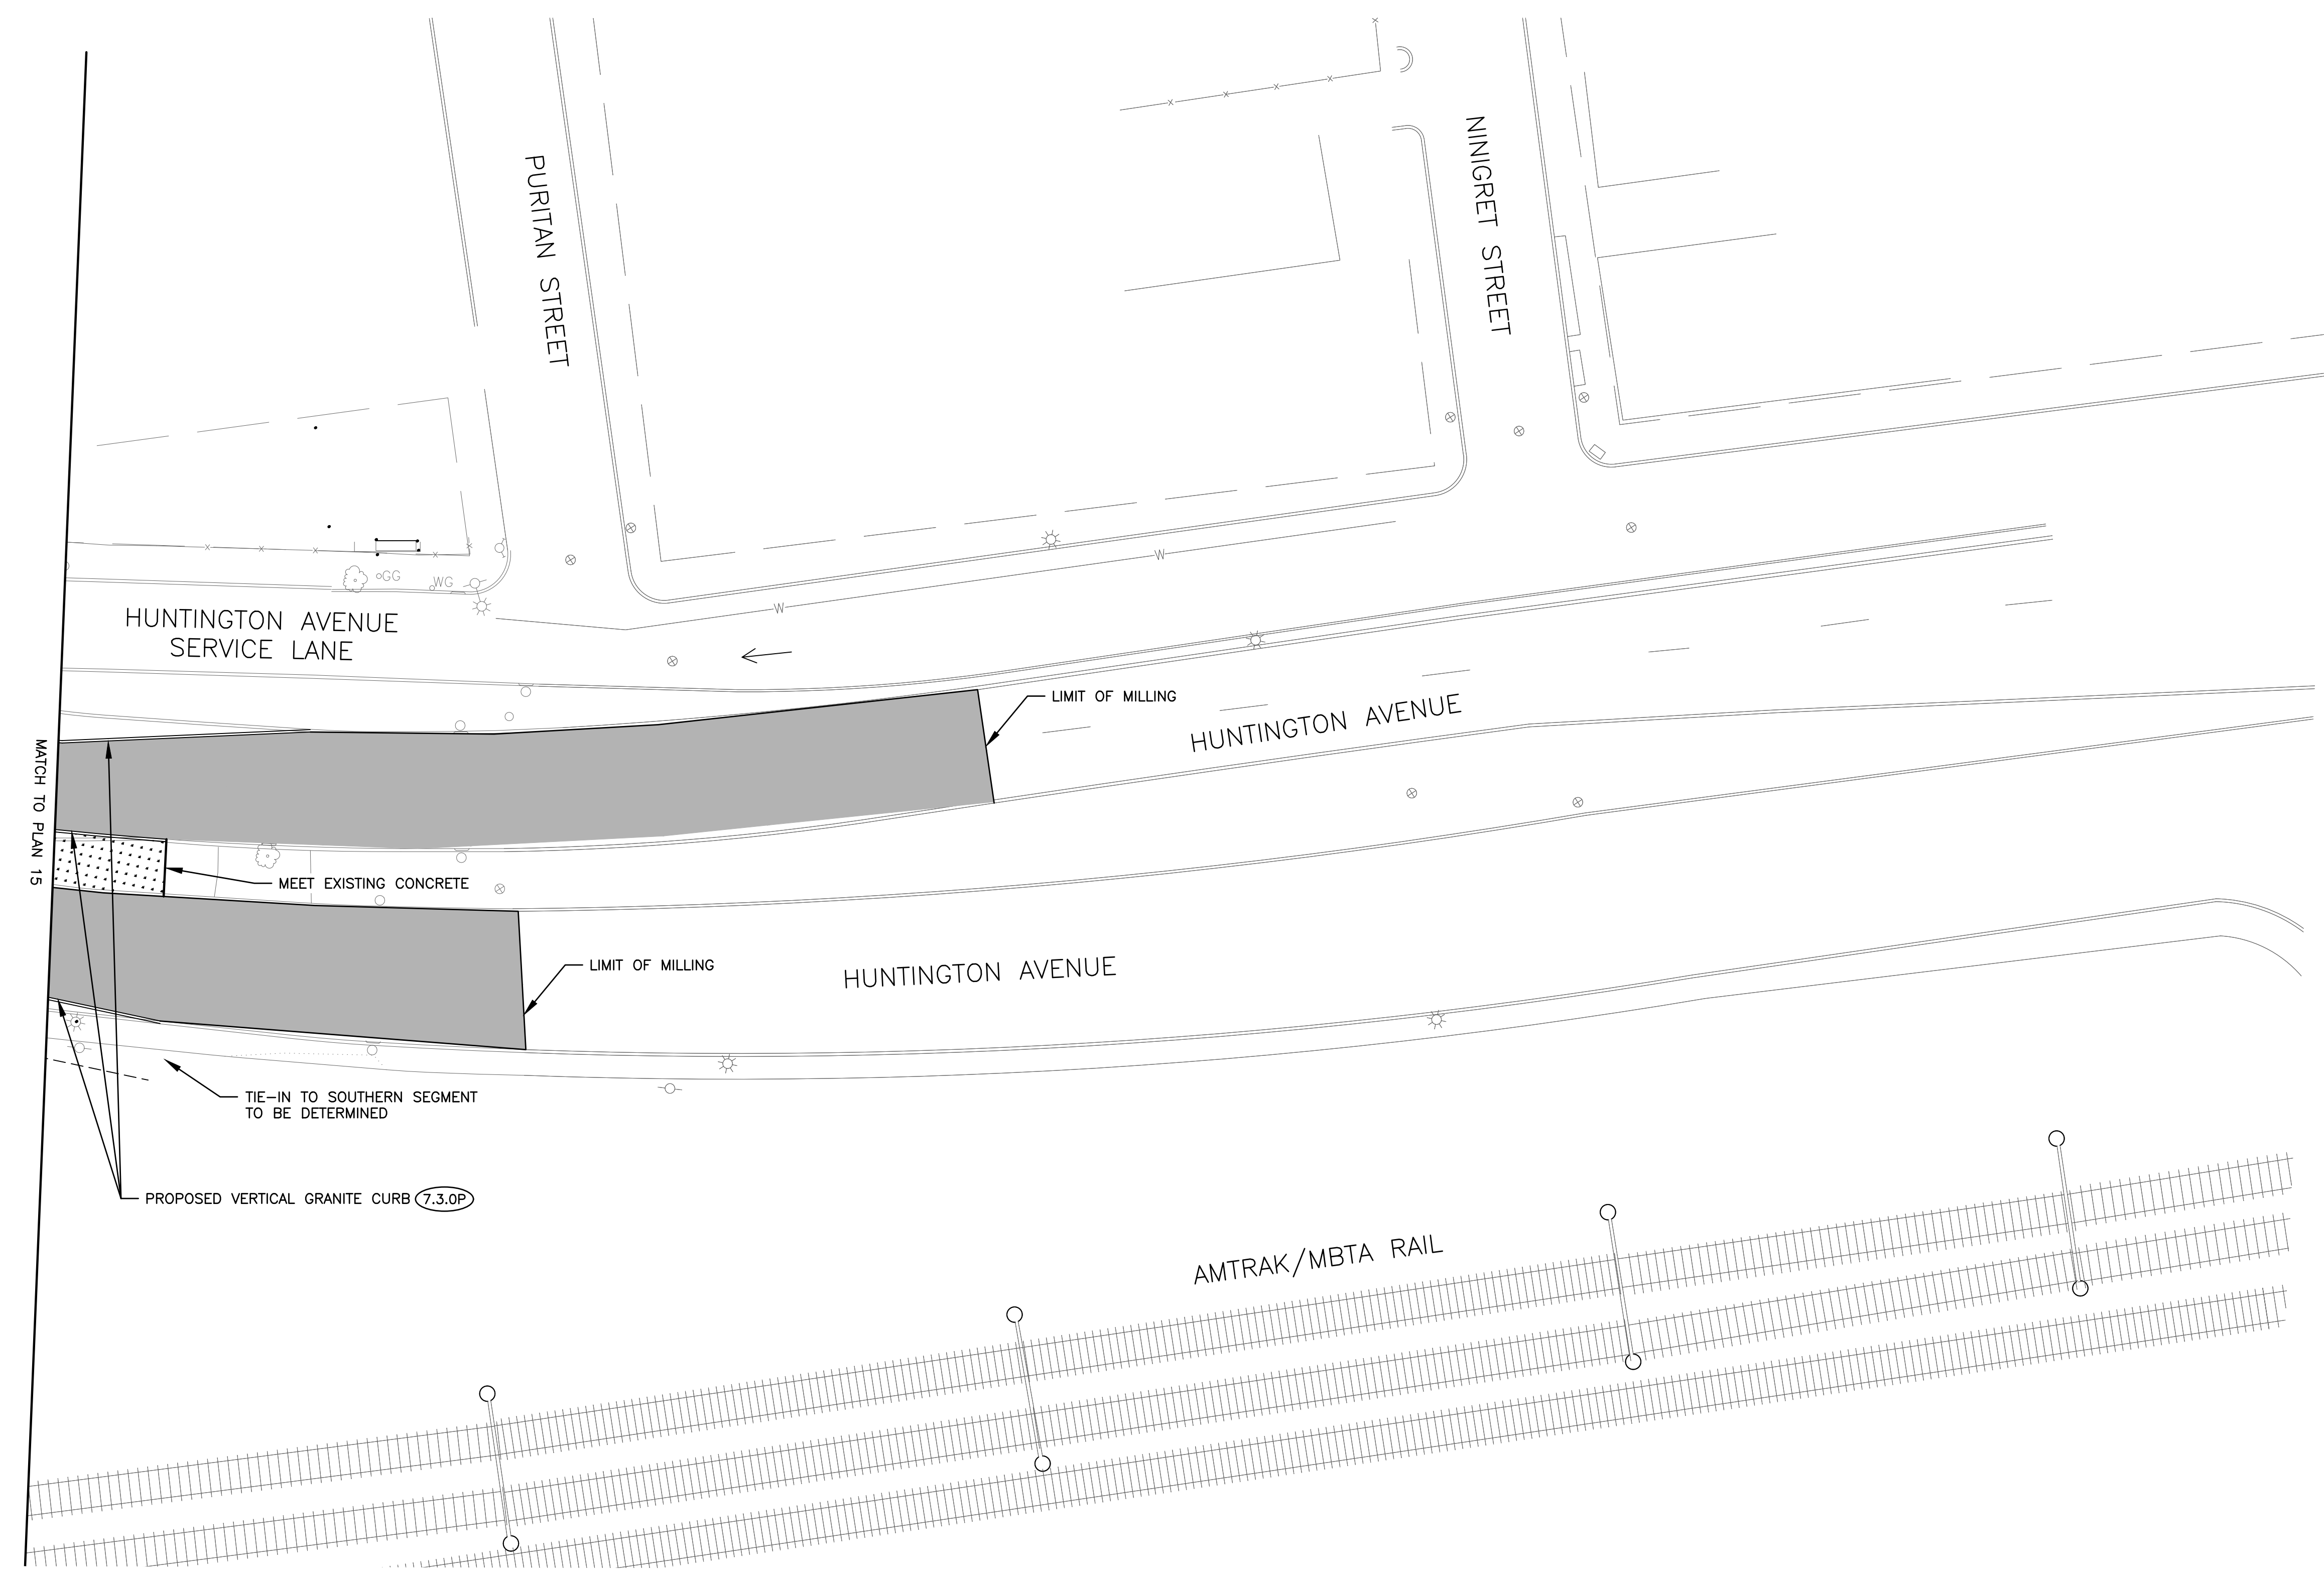 PURITAN STREET
NINIGRET STREET
GG
WG
HUNTINGTON AVENUE
SERVICE LANE
W
W
LIMIT OF MILLING
HUNTINGTON AVENUE
MATCH TO PLAN 15
MEET EXISTING CONCRETE
LIMIT OF MILLING
HUNTINGTON AVENUE
TIE-IN TO SOUTHERN SEGMENT
TO BE DETERMINED
PROPOSED VERTICAL GRANITE CURB 7.3.0P
AMTRAK/MBTA RAIL